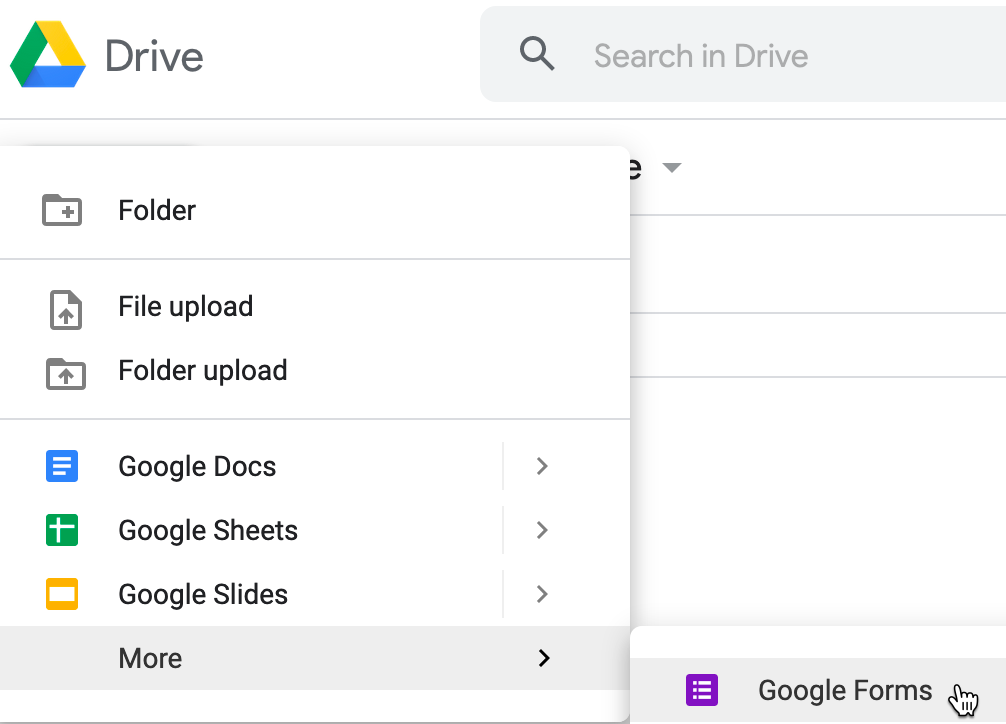 Drive
Search in Drive
e
Folder
File upload
Folder upload
Google Docs
Google Sheets
Google Slides
More
Google Forms